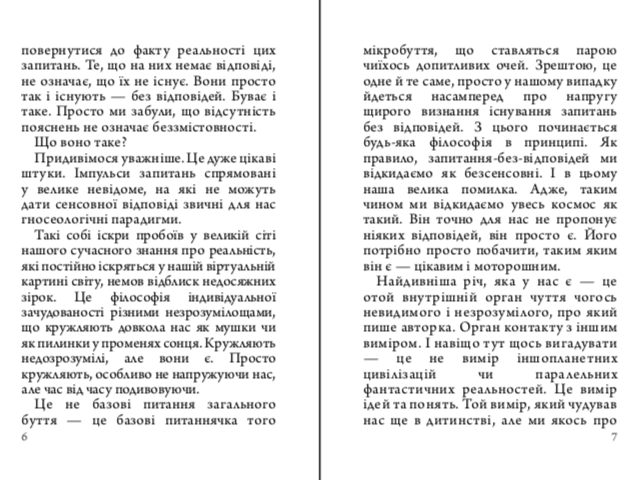 повернутися до факту реальності цих
запитань. Те, що на них немає відповіді,
не означає, що їх не існує. Вони просто
так і існують — без відповідей. Буває і
таке. Просто ми забули, що відсутність
пояснень не означає беззмістовності.
Що воно таке?
Придивімося уважніше. Це дуже цікаві
штуки. Імпульси запитань спрямовані
у велике невідоме, на які не можуть
дати сенсовної відповіді звичні для нас
гносеологічні парадигми.
Такі собі іскри пробоїв у великій сіті
нашого сучасного знання про реальність,
які постійно іскряться у нашій віртуальній
картині світу, немов відблиск недосяжних
зірок. Це філософія індивідуальної
зачудованості різними незрозумілощами,
що кружляють довкола нас як мушки чи
як пилинки у променях сонця. Кружляють
недозрозумілі, але вони є. Просто
кружляють, особливо не напружуючи нас,
але час від часу подивовуючи.
Це не базові питання загального
буття — це базові питаннячка того
6
мікробуття, що ставляться парою
чиїхось допитливих очей. Зрештою, це
одне й те саме, просто у нашому випадку
йдеться насамперед про напругу
щирого визнання існування запитань
без відповідей. З цього починається
будь-яка філософія в принципі. Як
правило, запитання-без-відповідей ми
відкидаємо як безсенсовні. І в цьому
наша велика помилка. Адже, таким
чином ми відкидаємо увесь космос як
такий. Він точно для нас не пропонує
ніяких відповідей, він просто є. Його
потрібно просто побачити, таким яким
він є — цікавим і моторошним.
Найдивніша річ, яка у нас є — це
отой внутрішній орган чуття чогось
невидимого і незрозумілого, про який
пише авторка. Орган контакту з іншим
виміром. І навіщо тут щось вигадувати
— це не вимір іншопланетних
цивілізацій чи паралельних
фантастичних реальностей. Це вимір
ідей та понять. Той вимір, який чудував
нас ще в дитинстві, але ми якось про
7